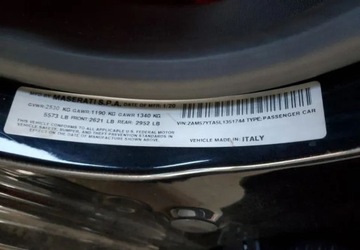 MFD BY MASERATI S.P.A. DATE OF MFD. 1/20
GVWR 2530 KG GAWR 1190 KG GAWR 1340 KG
5573 LB FRONT 2621 LB REAR 2952 LB
THIS VEHICLE CONFORMS TO ALL APPLICABLE U.S. FEDERAL MOTOR
VEHICLE SAFETY, BUMPER, AND THEFT PREVENTION STANDARDS IN EFFECT ON THE
DATE OF MANUFACTURE SHOWN ABOVE.
TYPE:PASSENGER CAR
VEHICLE MADE IN: ITALY